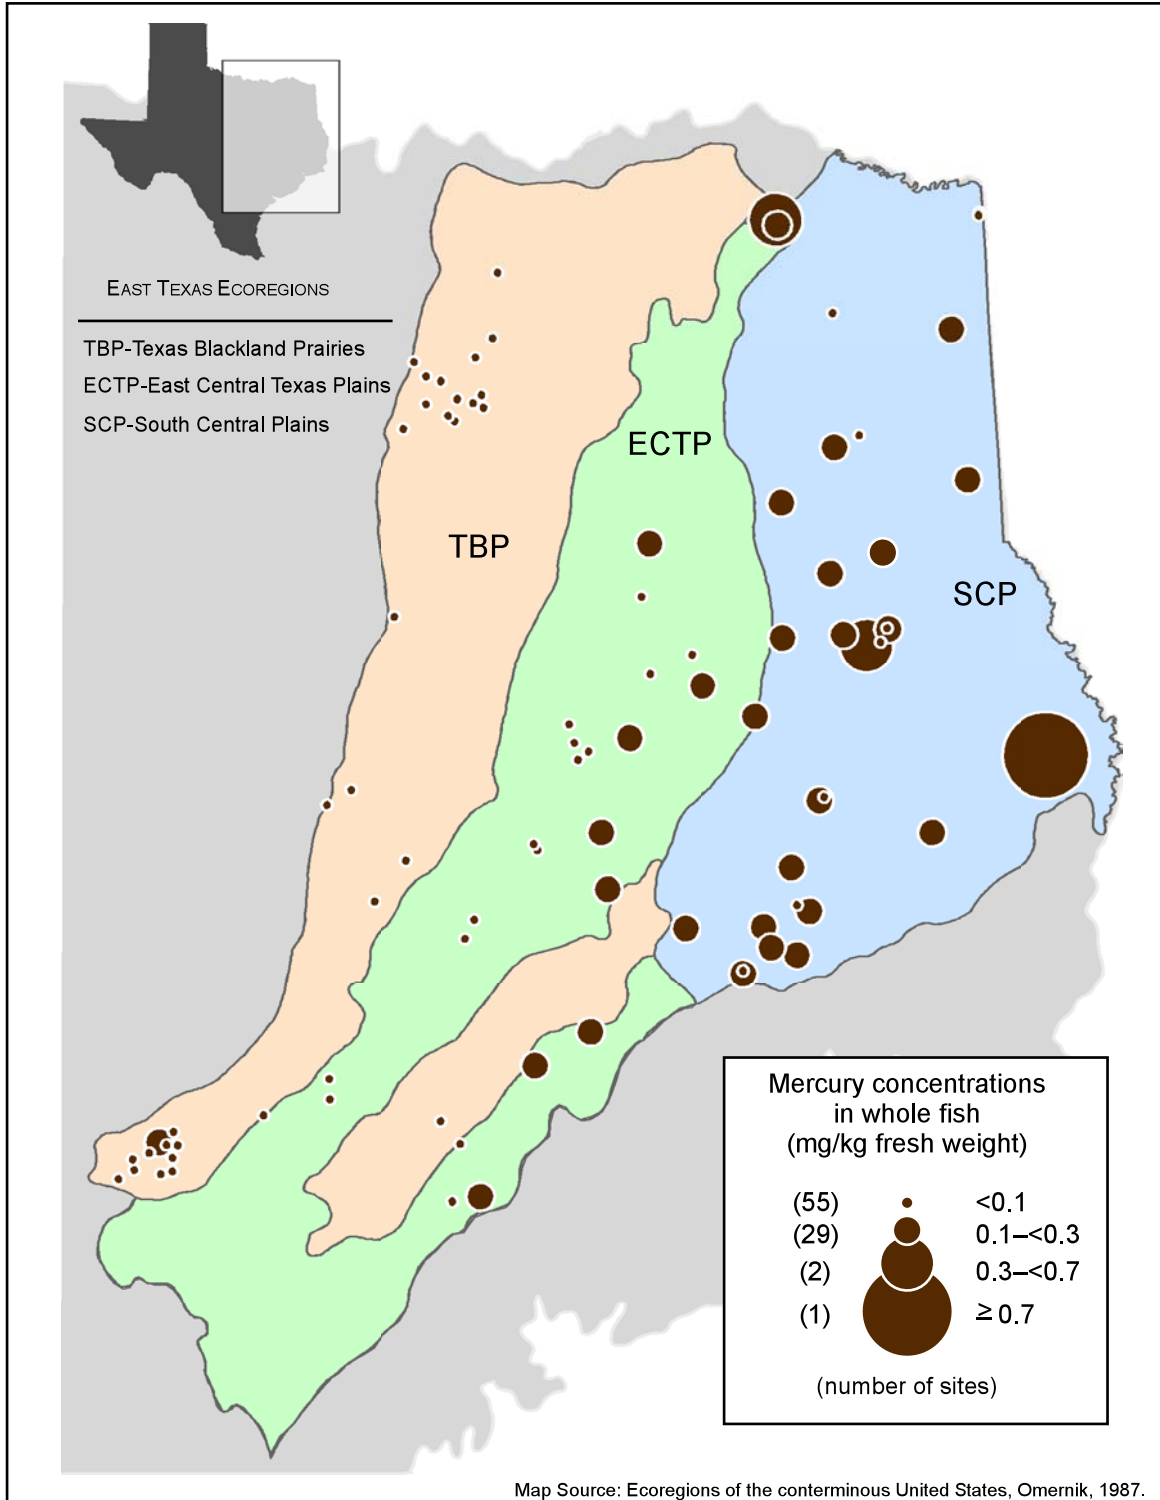 EAST TEXAS ECOREGIONS
TBP-Texas Blackland Prairies
ECTP-East Central Texas Plains
SCP-South Central Plains
ECTP
TBP
SCP
Mercury concentrations
in whole fish
(mg/kg fresh weight)
(55) <0.1
(29) 0.1–<0.3
(2) 0.3–<0.7
(1) ≥ 0.7
(number of sites)
Map Source: Ecoregions of the conterminous United States, Omernik, 1987.